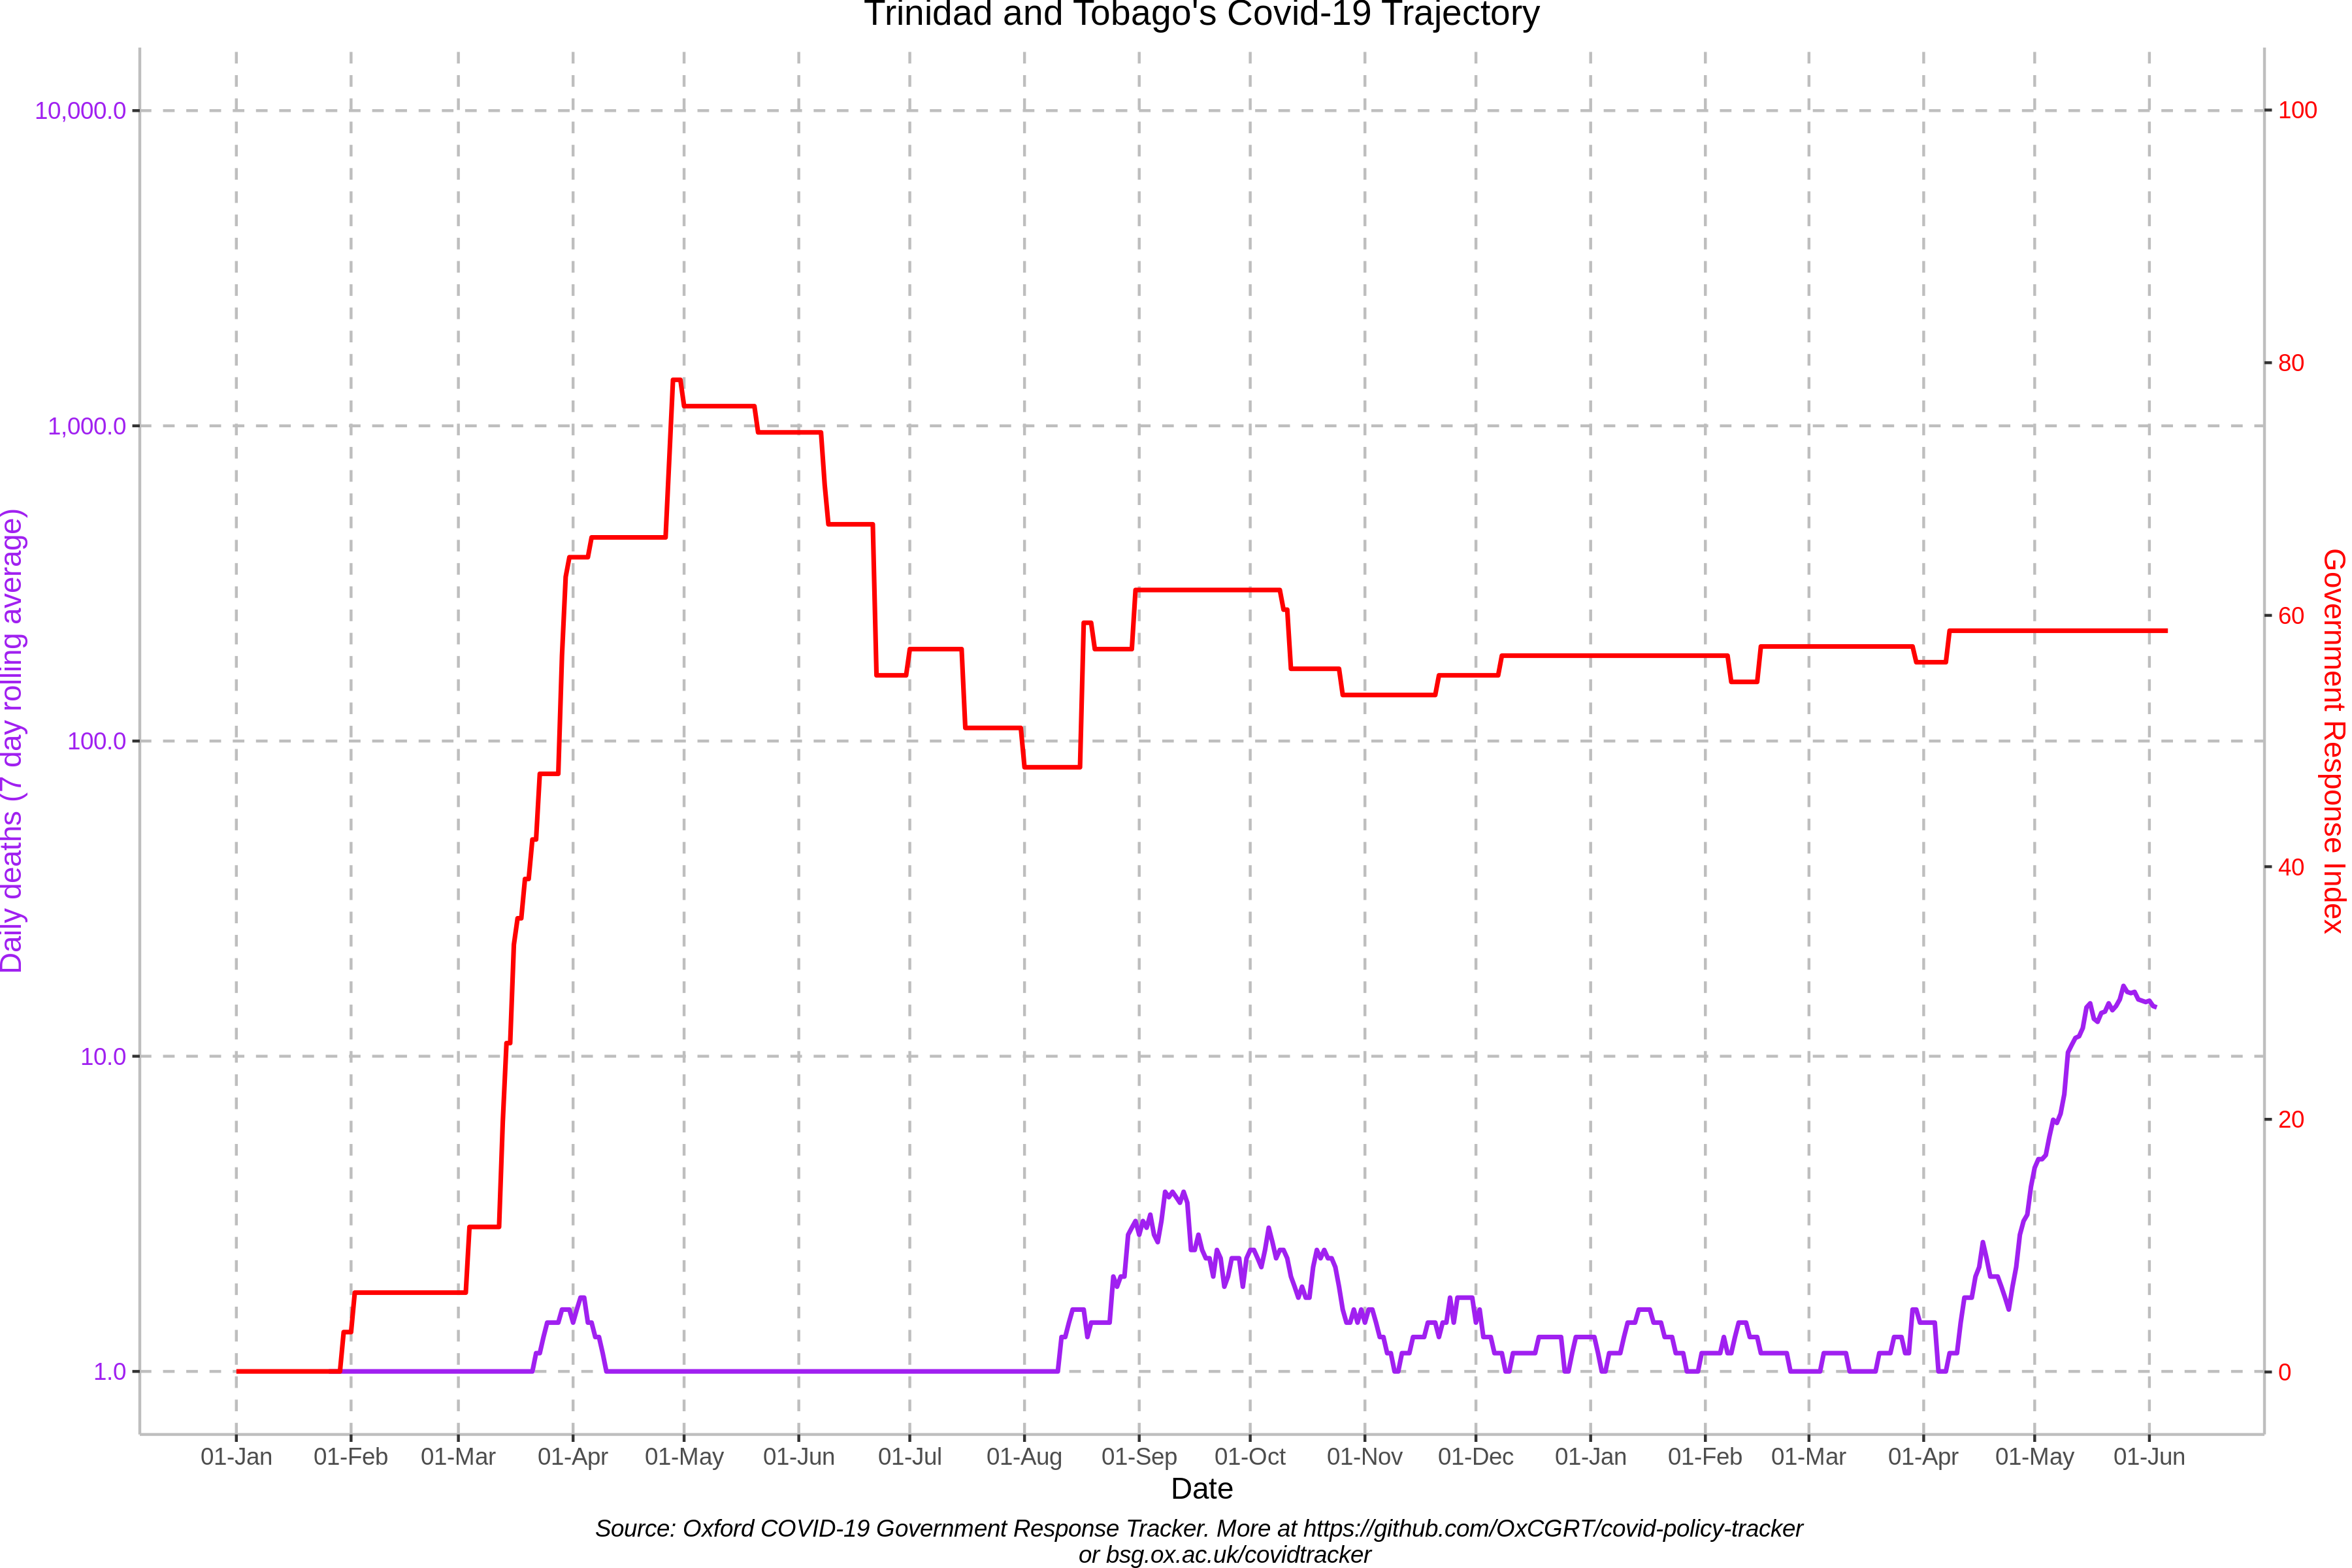 Trinidad and Tobago's Covid-19 Trajectory
10,000.0
1,000.0
100.0
10.0
1.0
Daily deaths (7 day rolling average)
100
80
60
40
20
0
Government Response Index
01-Jan 01-Feb 01-Mar 01-Apr 01-May 01-Jun 01-Jul 01-Aug 01-Sep 01-Oct 01-Nov 01-Dec 01-Jan 01-Feb 01-Mar 01-Apr 01-May 01-Jun
Date
Source: Oxford COVID-19 Government Response Tracker. More at https://github.com/OxCGRT/covid-policy-tracker
or bsg.ox.ac.uk/covidtracker